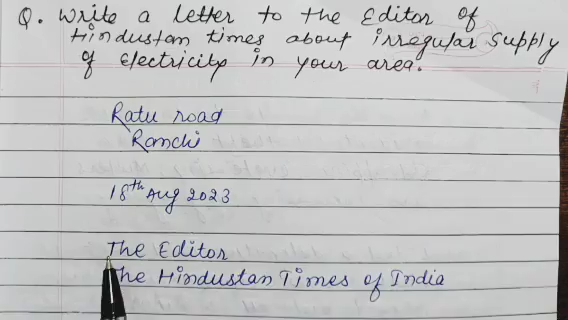 Q. Write a letter to the Editor of
Hindustan times about irregular Supply
of electricity in your area.
Ratu road
Ranchi
18th Aug 2023
The Editor
The Hindustan Times of India